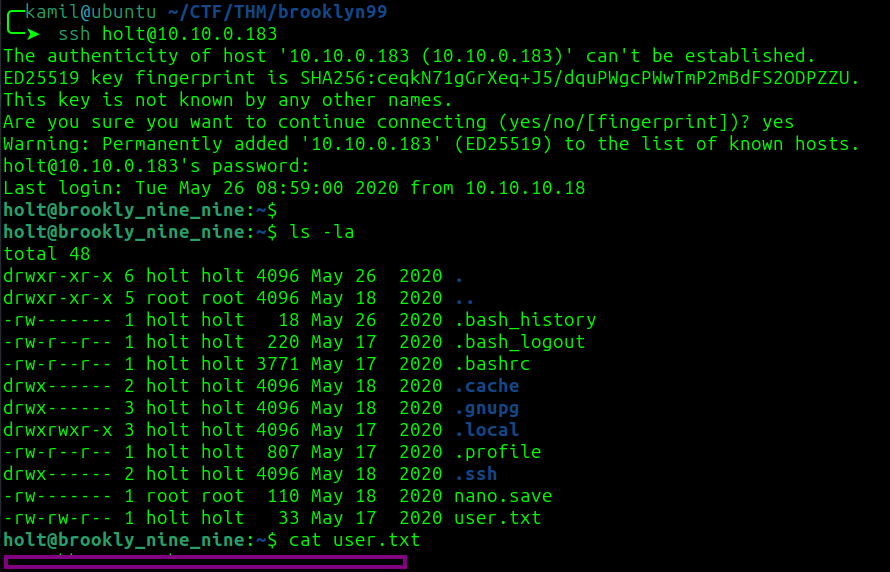 kamil@ubuntu ~/CTF/THM/brooklyn99
ssh holt@10.10.0.183
The authenticity of host '10.10.0.183 (10.10.0.183)' can't be established.
ED25519 key fingerprint is SHA256:ceqkN71gGrXeq+J5/dquPWgcPWwTmP2mBdFS2ODPZZU.
This key is not known by any other names.
Are you sure you want to continue connecting (yes/no/[fingerprint])? yes
Warning: Permanently added '10.10.0.183' (ED25519) to the list of known hosts.
holt@10.10.0.183's password:
Last login: Tue May 26 08:59:00 2020 from 10.10.10.18
holt@brookly_nine_nine:~$
holt@brookly_nine_nine:~$ ls -la
total 48
drwxr-xr-x 6 holt holt 4096 May 26  2020 .
drwxr-xr-x 5 root root 4096 May 18  2020 ..
-rw------- 1 holt holt   18 May 26  2020 .bash_history
-rw-r--r-- 1 holt holt  220 May 17  2020 .bash_logout
-rw-r--r-- 1 holt holt 3771 May 17  2020 .bashrc
drwx------ 2 holt holt 4096 May 18  2020 .cache
drwx------ 3 holt holt 4096 May 18  2020 .gnupg
drwxrwxr-x 3 holt holt 4096 May 17  2020 .local
-rw-r--r-- 1 holt holt  807 May 17  2020 .profile
drwx------ 2 holt holt 4096 May 18  2020 .ssh
-rw------- 1 root root  110 May 18  2020 nano.save
-rw-rw-r-- 1 holt holt   33 May 17  2020 user.txt
holt@brookly_nine_nine:~$ cat user.txt